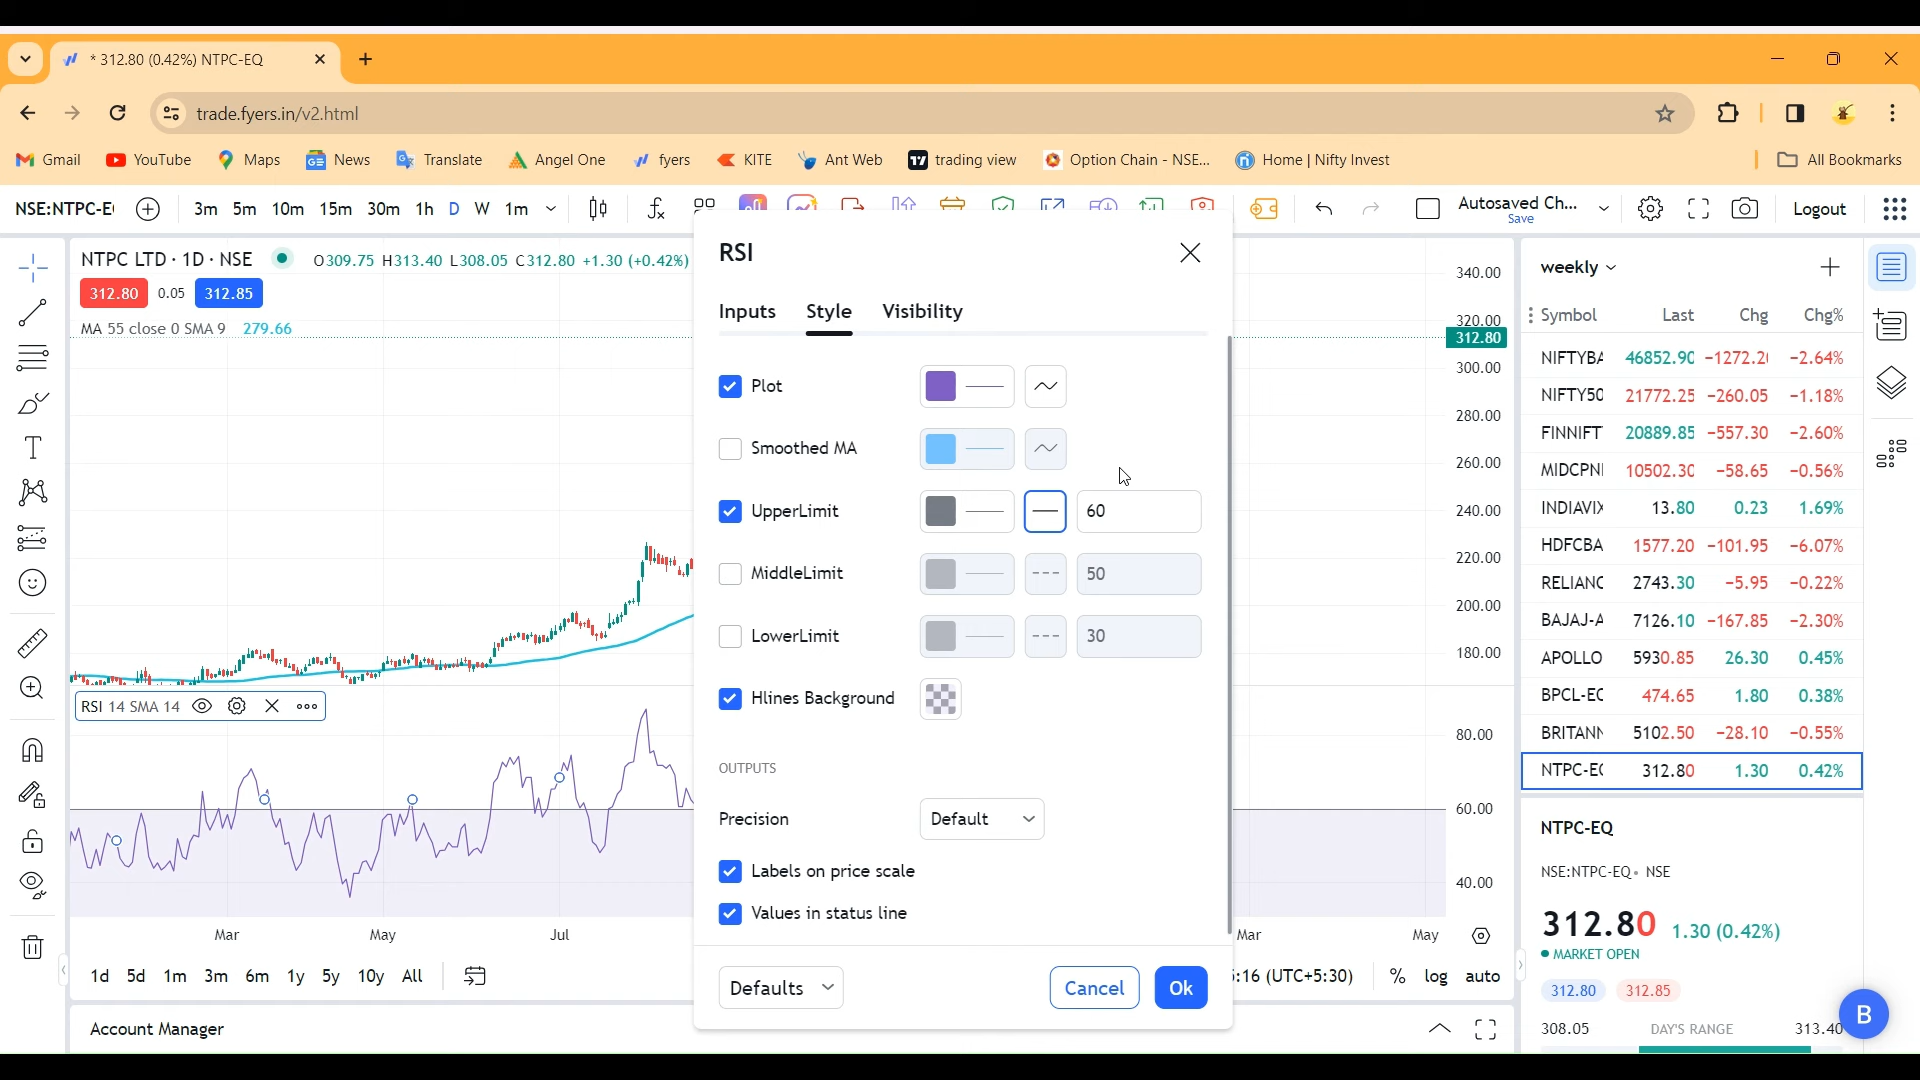 * 312.80 (0.42%) NTPC-EQ
trade.fyers.in/v2.html
Gmail YouTube Maps News Translate Angel One fyers KITE Ant Web trading view Option Chain - NSE... Home | Nifty Invest All Bookmarks
NSE:NTPC-E 3m 5m 10m 15m 30m 1h D W 1m Autosaved Ch... Logout
Save
NTPC LTD · 1D · NSE O309.75 H313.40 L308.05 C312.80 +1.30 (+0.42%)
312.80 0.05 312.85
MA 55 close 0 SMA 9 279.66
RSI
Inputs Style Visibility
Plot
Smoothed MA
UpperLimit 60
MiddleLimit 50
LowerLimit 30
Hlines Background
OUTPUTS
Precision Default
Labels on price scale
Values in status line
Defaults Cancel Ok
RSI 14 SMA 14
340.00
320.00
312.80
300.00
280.00
260.00
240.00
220.00
200.00
180.00
80.00
60.00
40.00
Mar May Jul Mar May
1d 5d 1m 3m 6m 1y 5y 10y All :16 (UTC+5:30) % log auto
Account Manager
weekly
Symbol Last Chg Chg%
NIFTYBA 46852.90 -1272.2 -2.64%
NIFTY50 21772.25 -260.05 -1.18%
FINNIFT 20889.85 -557.30 -2.60%
MIDCPNI 10502.30 -58.65 -0.56%
INDIAVIX 13.80 0.23 1.69%
HDFCBA 1577.20 -101.95 -6.07%
RELIANC 2743.30 -5.95 -0.22%
BAJAJ-A 7126.10 -167.85 -2.30%
APOLLO 5930.85 26.30 0.45%
BPCL-EC 474.65 1.80 0.38%
BRITANN 5102.50 -28.10 -0.55%
NTPC-EC 312.80 1.30 0.42%
NTPC-EQ
NSE:NTPC-EQ • NSE
312.80 1.30 (0.42%)
MARKET OPEN
312.80 312.85
308.05 DAY'S RANGE 313.40
B